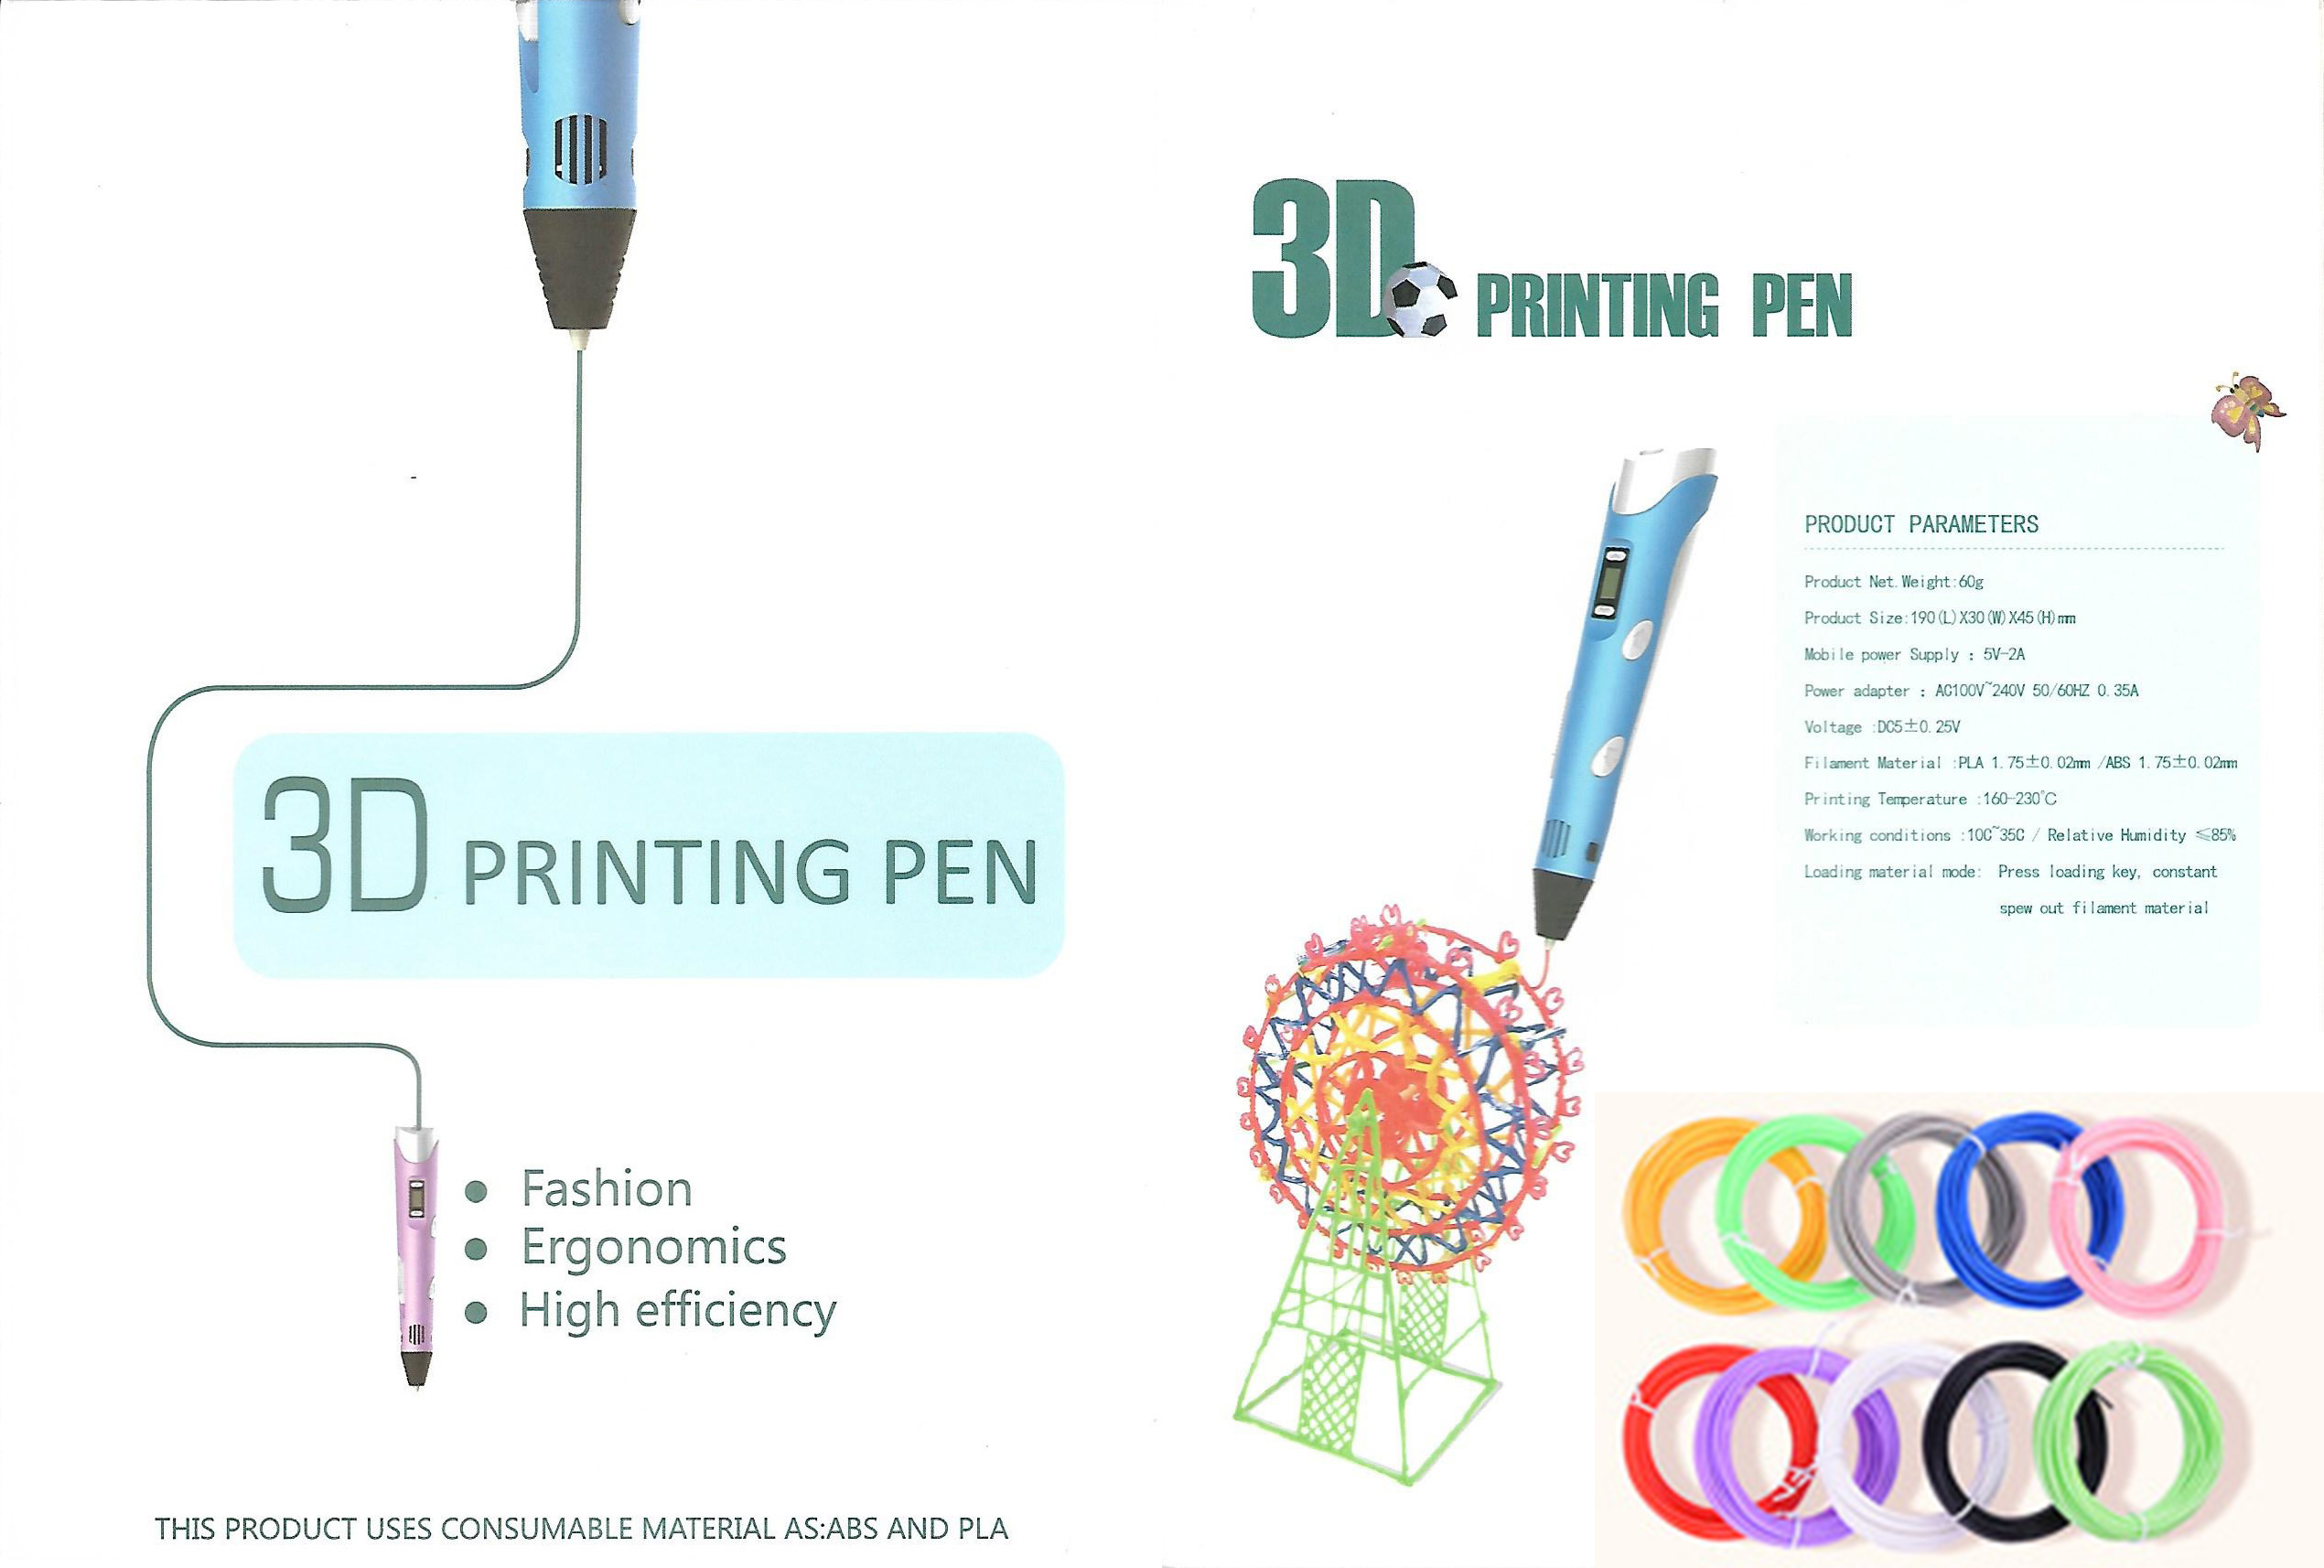 3D PRINTING PEN
Fashion
Ergonomics
High efficiency
THIS PRODUCT USES CONSUMABLE MATERIAL AS:ABS AND PLA
3D PRINTING PEN
PRODUCT PARAMETERS
Product Net.Weight:60g
Product Size:190(L)X30(W)X45(H)mm
Mobile power Supply : 5V-2A
Power adapter : AC100V~240V 50/60HZ 0.35A
Voltage :DC5±0.25V
Filament Material :PLA 1.75±0.02mm /ABS 1.75±0.02mm
Printing Temperature :160-230℃
Working conditions :10C~35C / Relative Humidity ≤85%
Loading material mode: Press loading key, constant
spew out filament material